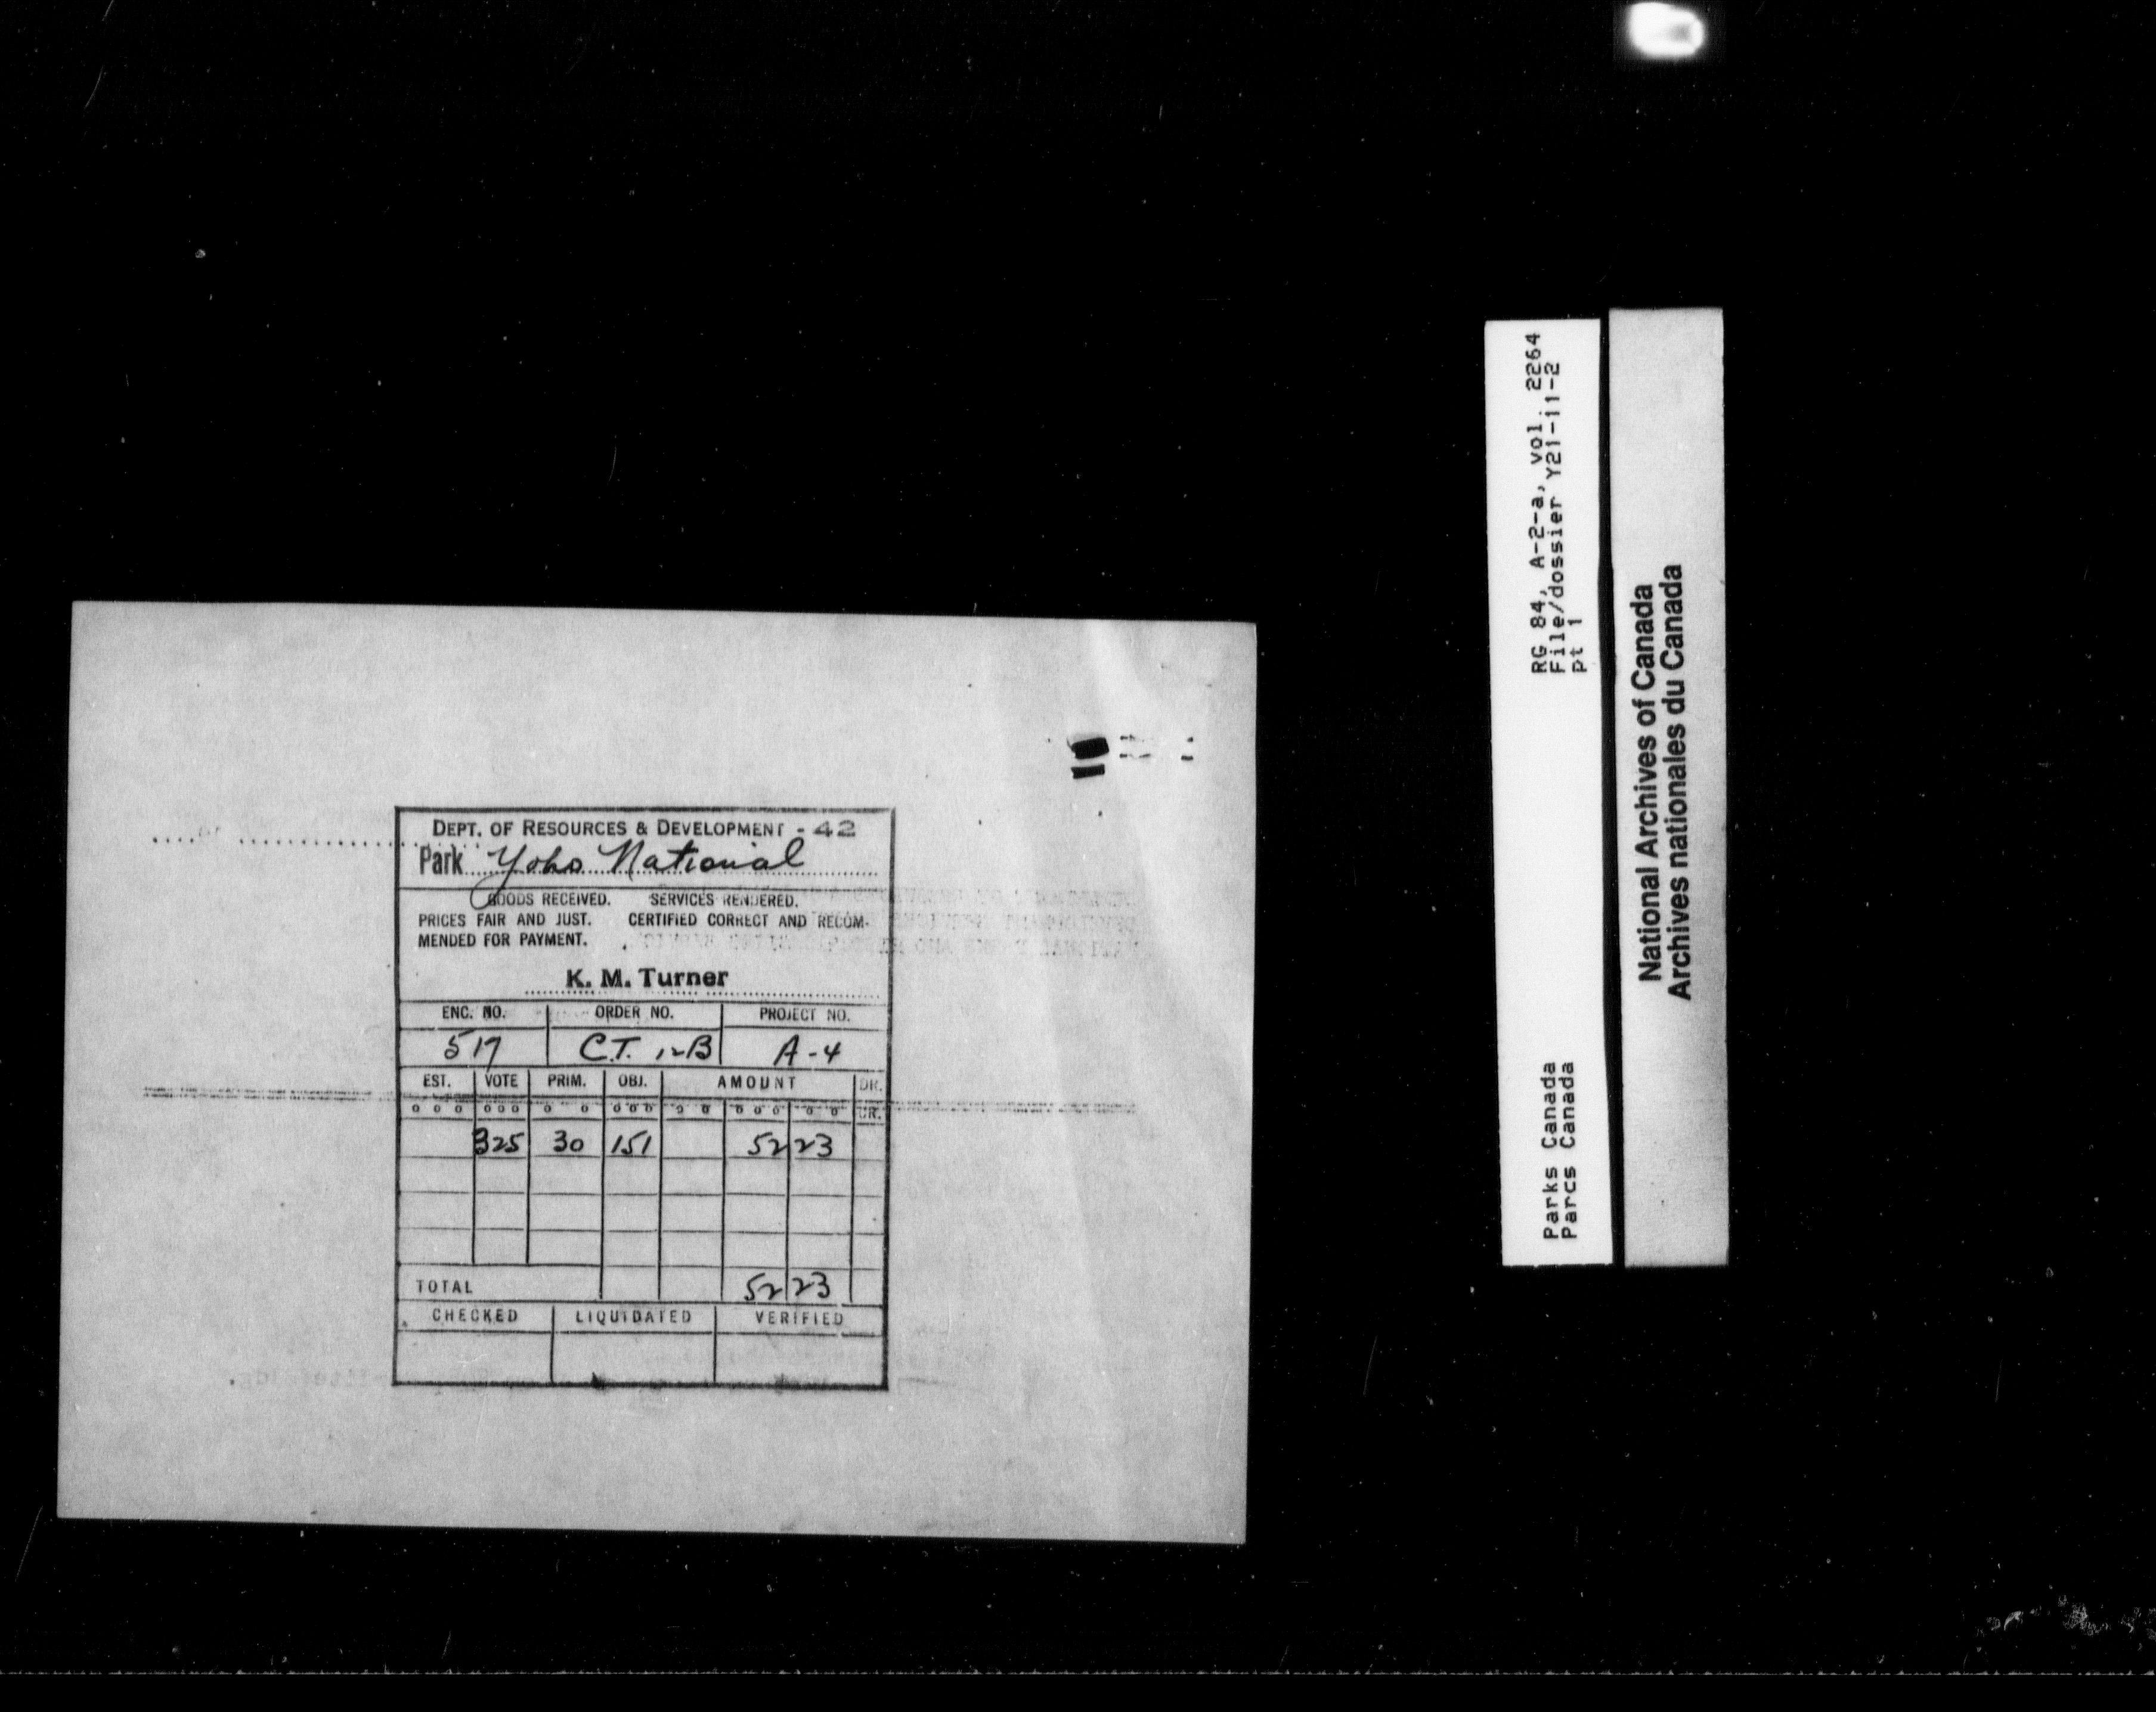 DEPT. OF RESOURCES & DEVELOPMENT - 42
Park Yoho National
GOODS RECEIVED. SERVICES RENDERED.
PRICES FAIR AND JUST. CERTIFIED CORRECT AND RECOM-
MENDED FOR PAYMENT.
K. M. Turner
ENC. NO. ORDER NO. PROJECT NO.
517 C.T. 12B A-4
EST. VOTE PRIM. OBJ. AMOUNT DR.
CR.
325 30 151 52 23
TOTAL 52 23
CHECKED LIQUIDATED VERIFIED
RG 84, A-2-a, vol. 2264
File/dossier Y21-11-2
Pt 1
Parks Canada
Parcs Canada
National Archives of Canada
Archives nationales du Canada